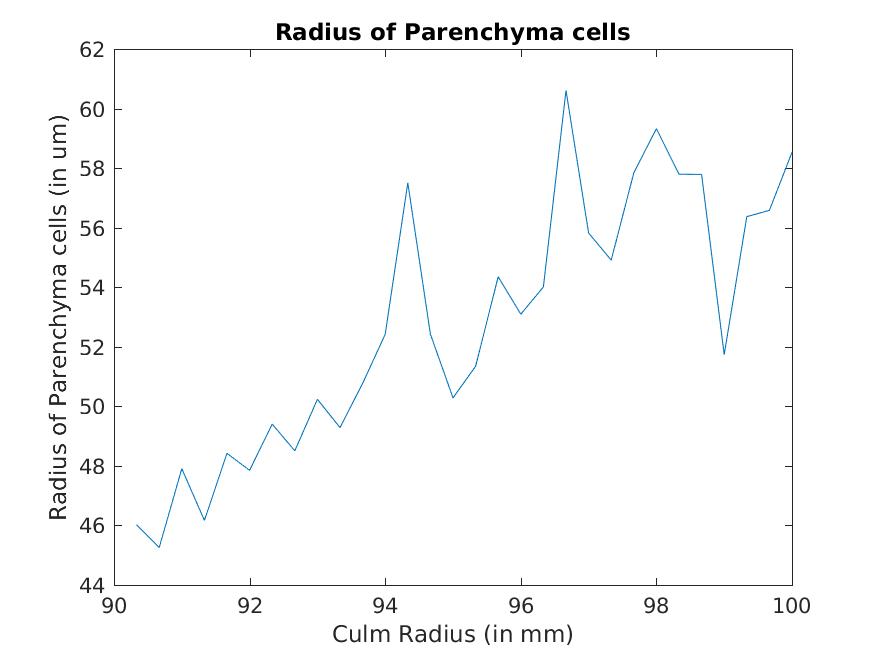 Radius of Parenchyma cells
62
60
58
56
54
52
50
48
46
44
Radius of Parenchyma cells (in um)
90 92 94 96 98 100
Culm Radius (in mm)